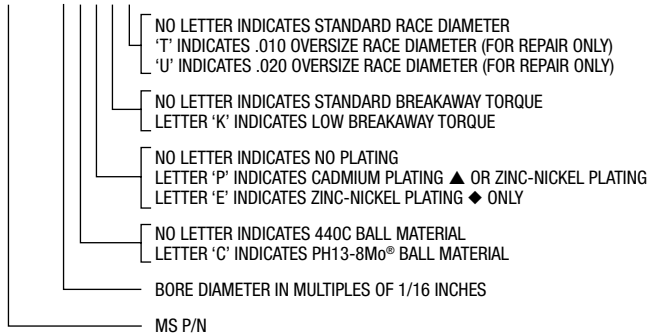 NO LETTER INDICATES STANDARD RACE DIAMETER
‘T’ INDICATES .010 OVERSIZE RACE DIAMETER (FOR REPAIR ONLY)
‘U’ INDICATES .020 OVERSIZE RACE DIAMETER (FOR REPAIR ONLY)
NO LETTER INDICATES STANDARD BREAKAWAY TORQUE
LETTER ‘K’ INDICATES LOW BREAKAWAY TORQUE
NO LETTER INDICATES NO PLATING
LETTER ‘P’ INDICATES CADMIUM PLATING ▲ OR ZINC-NICKEL PLATING
LETTER ‘E’ INDICATES ZINC-NICKEL PLATING ◆ ONLY
NO LETTER INDICATES 440C BALL MATERIAL
LETTER ‘C’ INDICATES PH13-8Mo® BALL MATERIAL
BORE DIAMETER IN MULTIPLES OF 1/16 INCHES
MS P/N